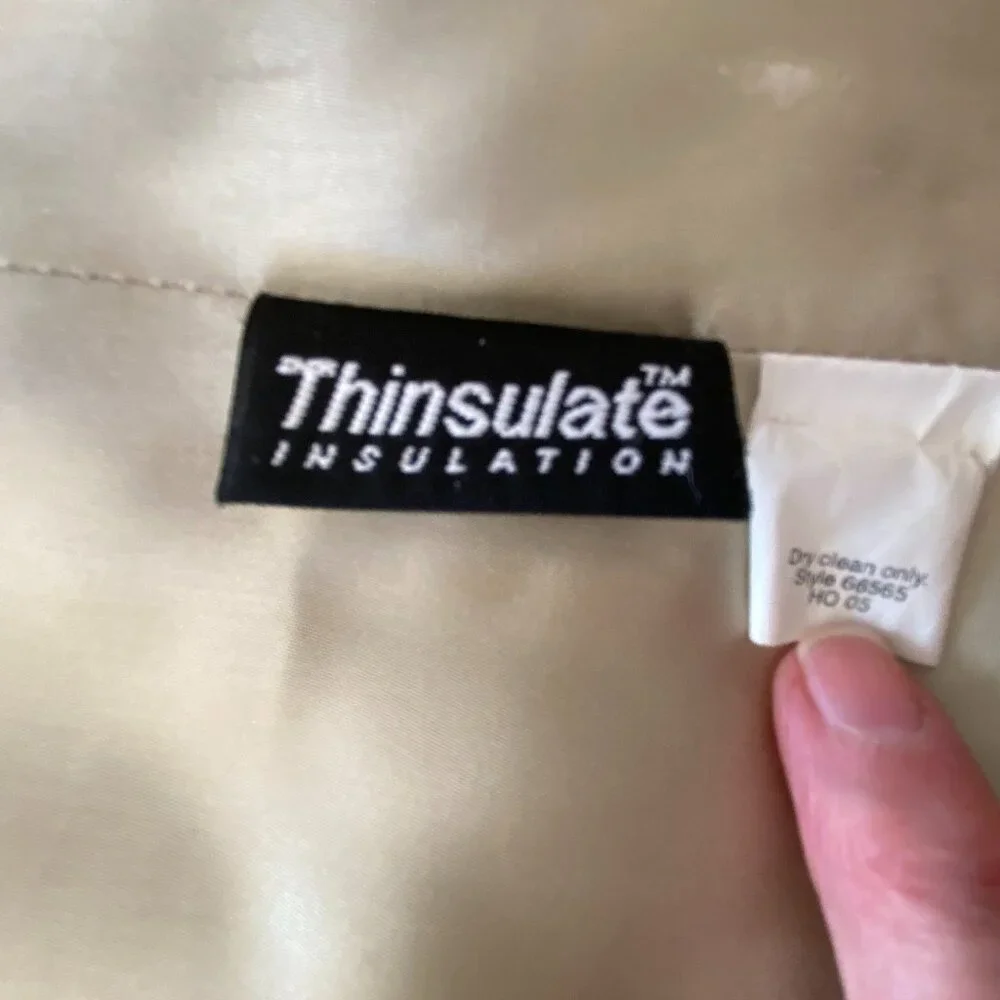 Thinsulate™
INSULATION
Dry clean only.
Style 66565
HO 05